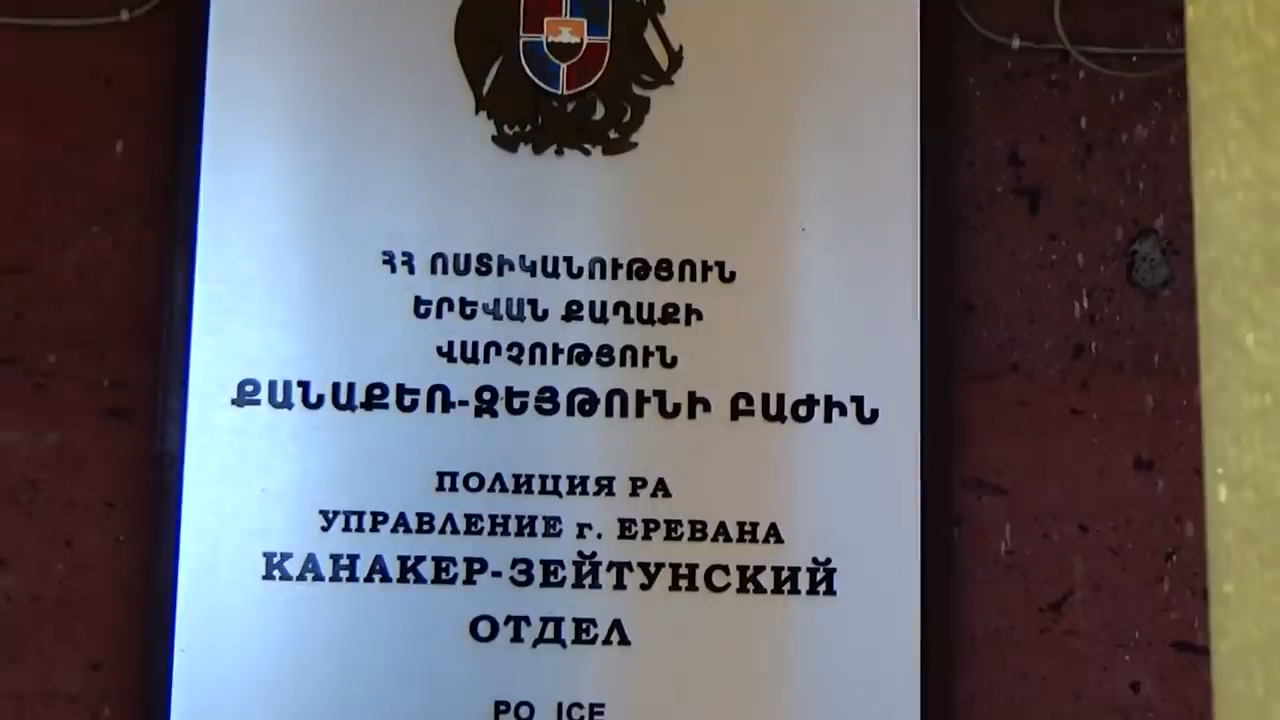 ՀՀ ՈՍՏԻԿԱՆՈՒԹՅՈՒՆ
ԵՐԵՎԱՆ ՔԱՂԱՔԻ
ՎԱՐՉՈՒԹՅՈՒՆ
ՔԱՆԱՔԵՌ-ԶԵՅԹՈՒՆԻ ԲԱԺԻՆ
ПОЛИЦИЯ РА
УПРАВЛЕНИЕ г. ЕРЕВАНА
КАНАКЕР-ЗЕЙТУНСКИЙ
ОТДЕЛ
PO ICE